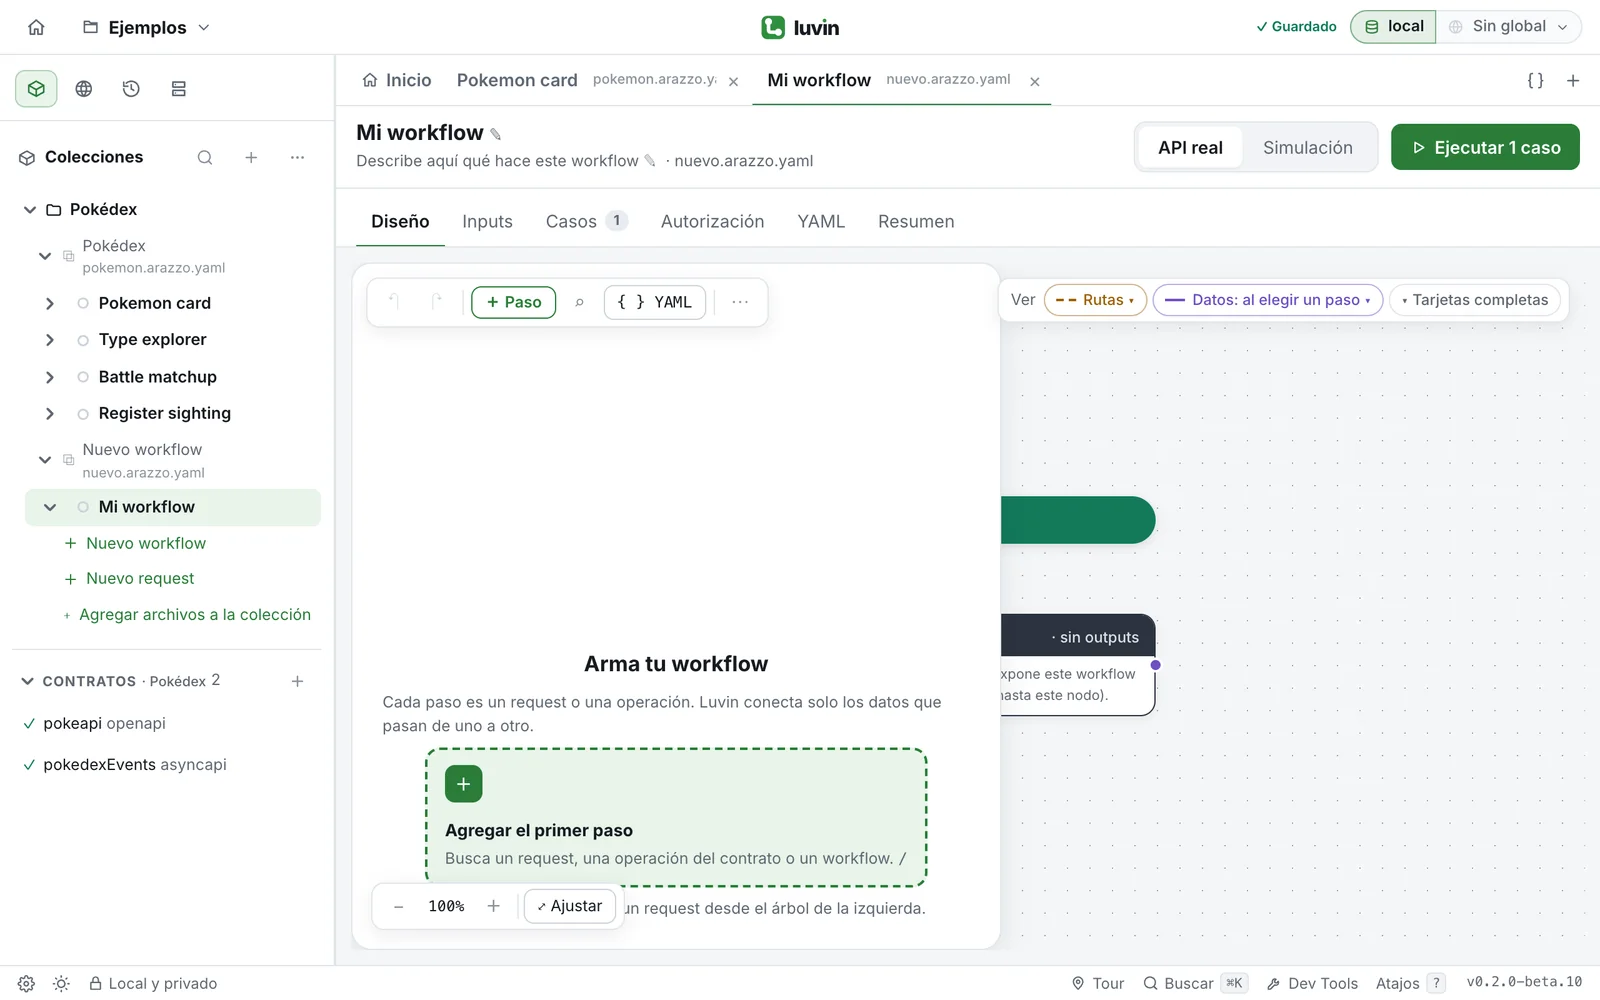 Ejemplos
luvin
Guardado
local
Sin global
Inicio
Pokemon card pokemon.arazzo.y
Mi workflow nuevo.arazzo.yaml
Colecciones
Mi workflow
Describe aquí qué hace este workflow · nuevo.arazzo.yaml
API real
Simulación
Ejecutar 1 caso
Pokédex
Pokédex
pokemon.arazzo.yaml
Pokemon card
Type explorer
Battle matchup
Register sighting
Nuevo workflow
nuevo.arazzo.yaml
Mi workflow
+ Nuevo workflow
+ Nuevo request
+ Agregar archivos a la colección
CONTRATOS · Pokédex 2
pokeapi openapi
pokedexEvents asyncapi
Diseño
Inputs
Casos 1
Autorización
YAML
Resumen
+ Paso
{ } YAML
Ver
Rutas
Datos: al elegir un paso
Tarjetas completas
· sin outputs
xpone este workflow
hasta este nodo).
Arma tu workflow
Cada paso es un request o una operación. Luvin conecta solo los datos que
pasan de uno a otro.
Agregar el primer paso
Busca un request, una operación del contrato o un workflow. /
un request desde el árbol de la izquierda.
− 100% +
Ajustar
Local y privado
Tour
Buscar ⌘K
Dev Tools
Atajos ?
v0.2.0-beta.10